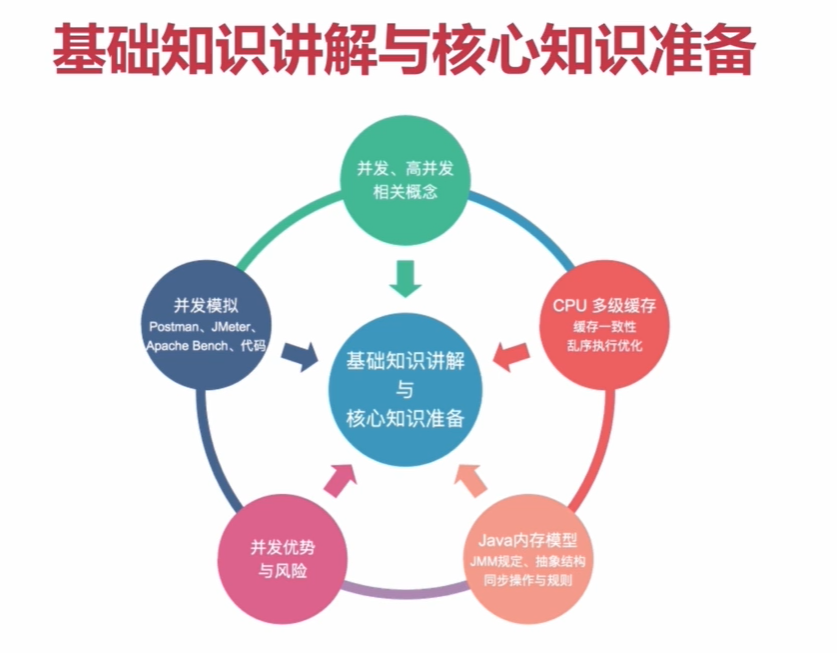 基础知识讲解与核心知识准备
并发、高并发
相关概念
CPU 多级缓存
缓存一致性
乱序执行优化
Java内存模型
JMM规定、抽象结构
同步操作与规则
并发优势
与风险
并发模拟
Postman、JMeter、
Apache Bench、代码
基础知识讲解
与
核心知识准备